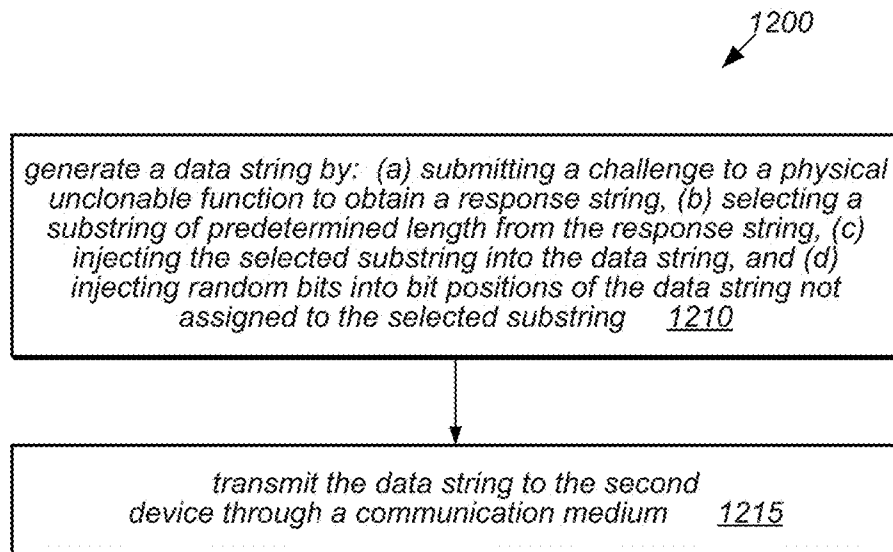 1200
generate a data string by: (a) submitting a challenge to a physical
unclonable function to obtain a response string, (b) selecting a
substring of predetermined length from the response string, (c)
injecting the selected substring into the data string, and (d)
injecting random bits into bit positions of the data string not
assigned to the selected substring 1210
transmit the data string to the second
device through a communication medium 1215